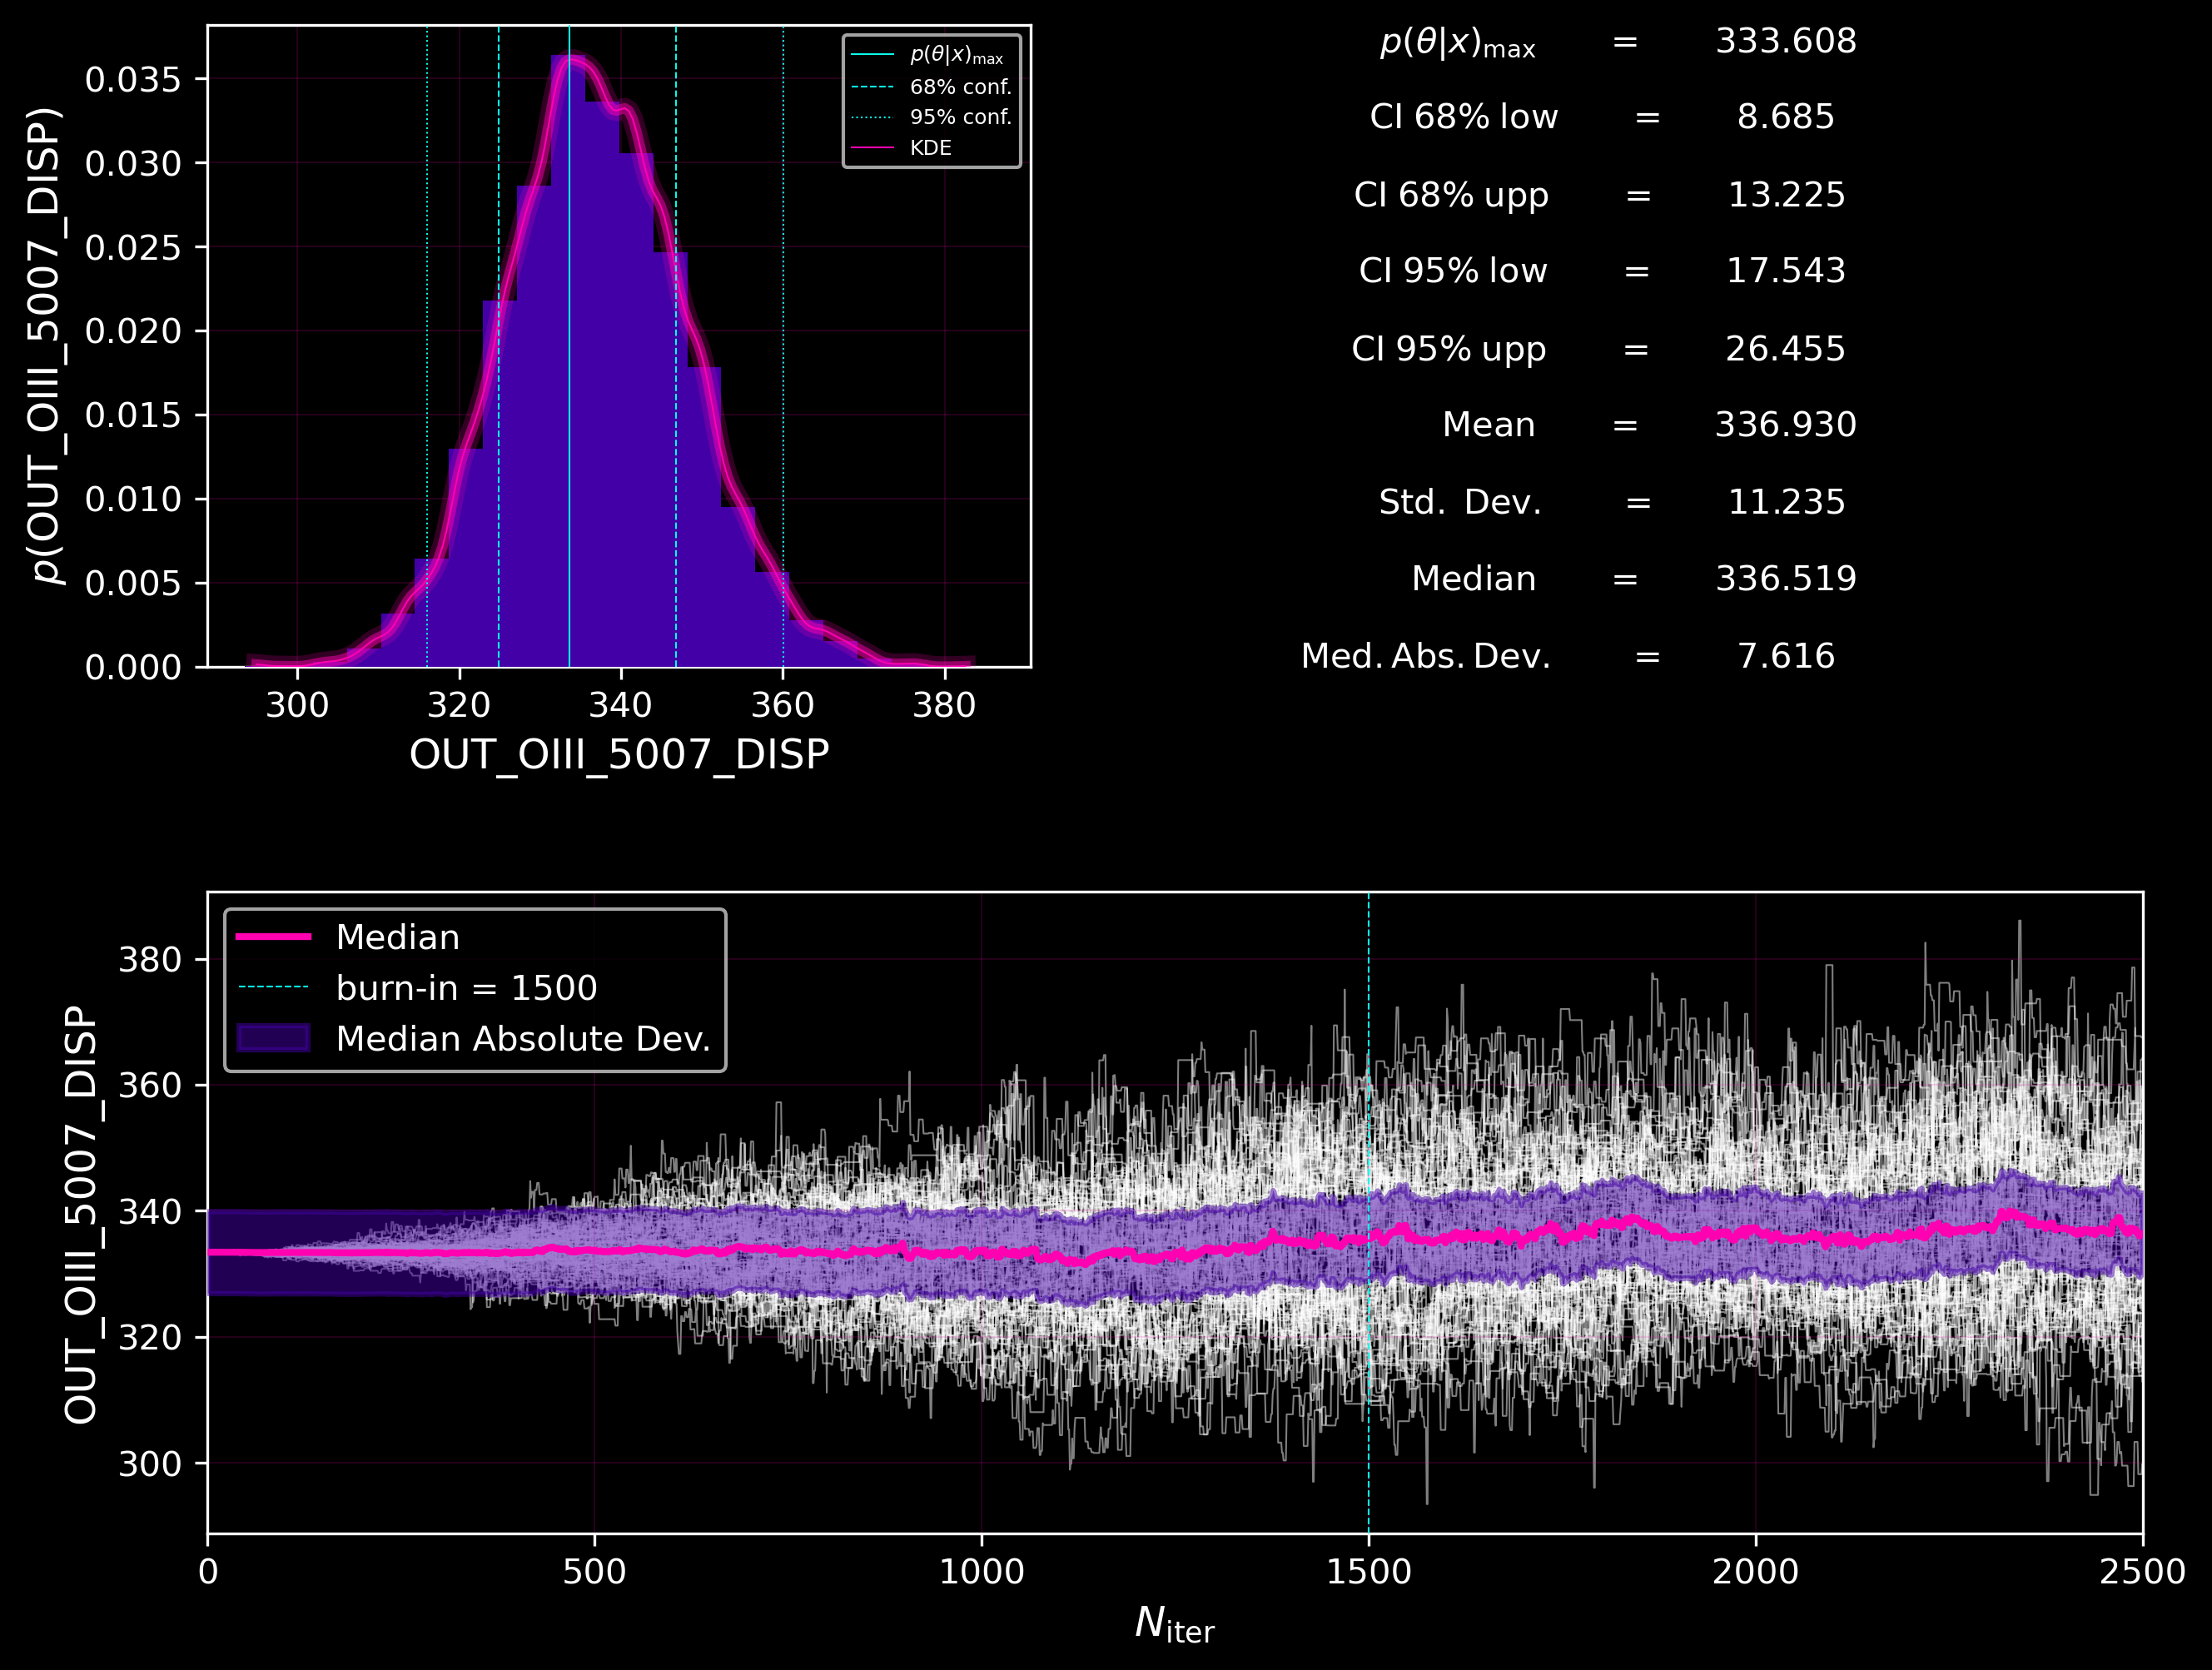 p(OUT_OIII_5007_DISP)
0.035
0.030
0.025
0.020
0.015
0.010
0.005
0.000
300 320 340 360 380
OUT_OIII_5007_DISP
p(θ|x)max
68% conf.
95% conf.
KDE
p(θ|x)max = 333.608
CI 68% low = 8.685
CI 68% upp = 13.225
CI 95% low = 17.543
CI 95% upp = 26.455
Mean = 336.930
Std. Dev. = 11.235
Median = 336.519
Med. Abs. Dev. = 7.616
OUT_OIII_5007_DISP
380
360
340
320
300
Median
burn-in = 1500
Median Absolute Dev.
0 500 1000 1500 2000 2500
Niter